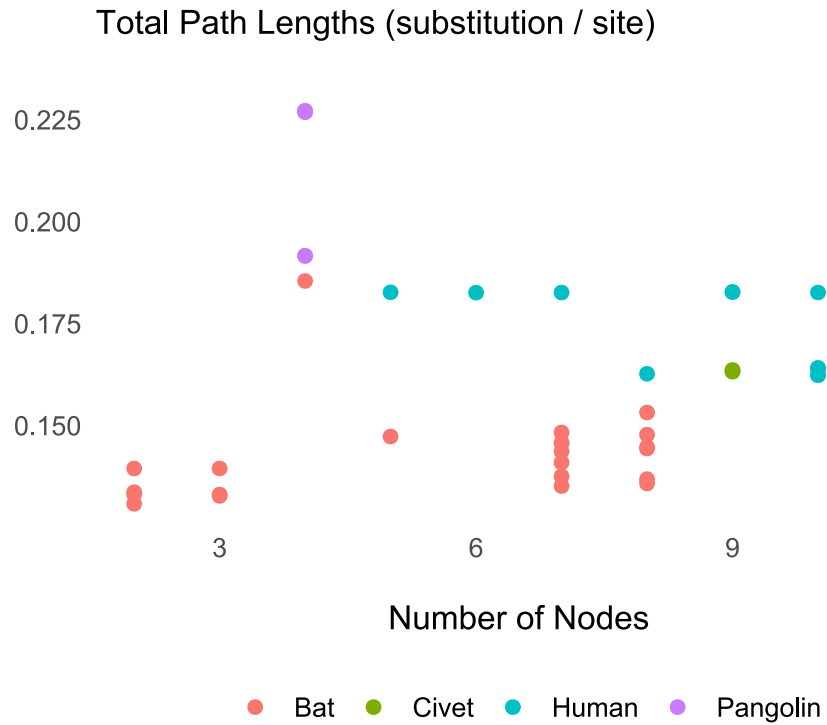 Total Path Lengths (substitution / site)
0.225
0.200
0.175
0.150
3 6 9
Number of Nodes
Bat Civet Human Pangolin